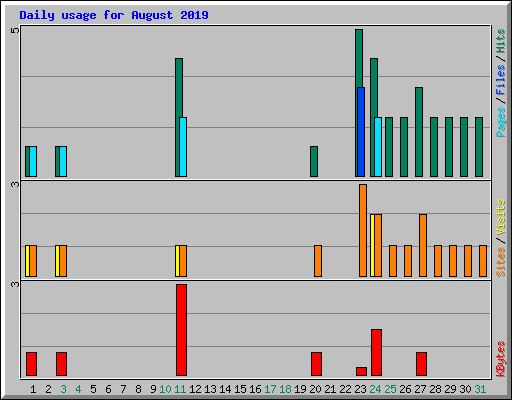 Daily usage for August 2019
5
Pages / Files / Hits
3
Sites / Visits
3
KBytes
1 2 3 4 5 6 7 8 9 10 11 12 13 14 15 16 17 18 19 20 21 22 23 24 25 26 27 28 29 30 31